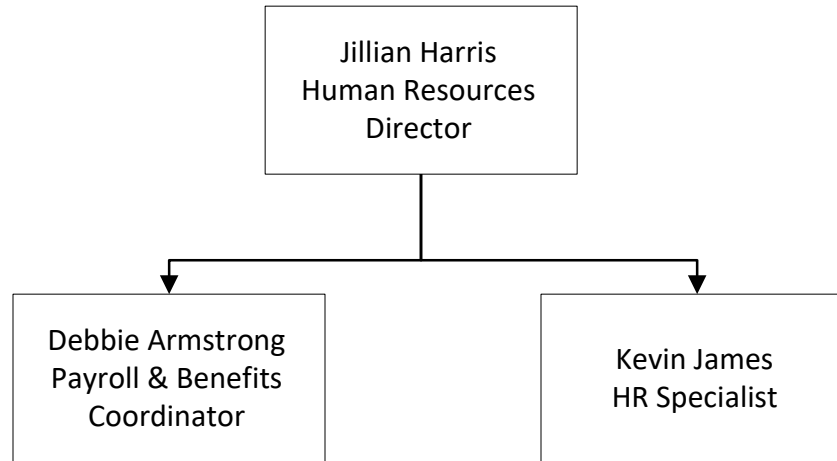 Jillian Harris
Human Resources
Director
Debbie Armstrong
Payroll & Benefits
Coordinator
Kevin James
HR Specialist